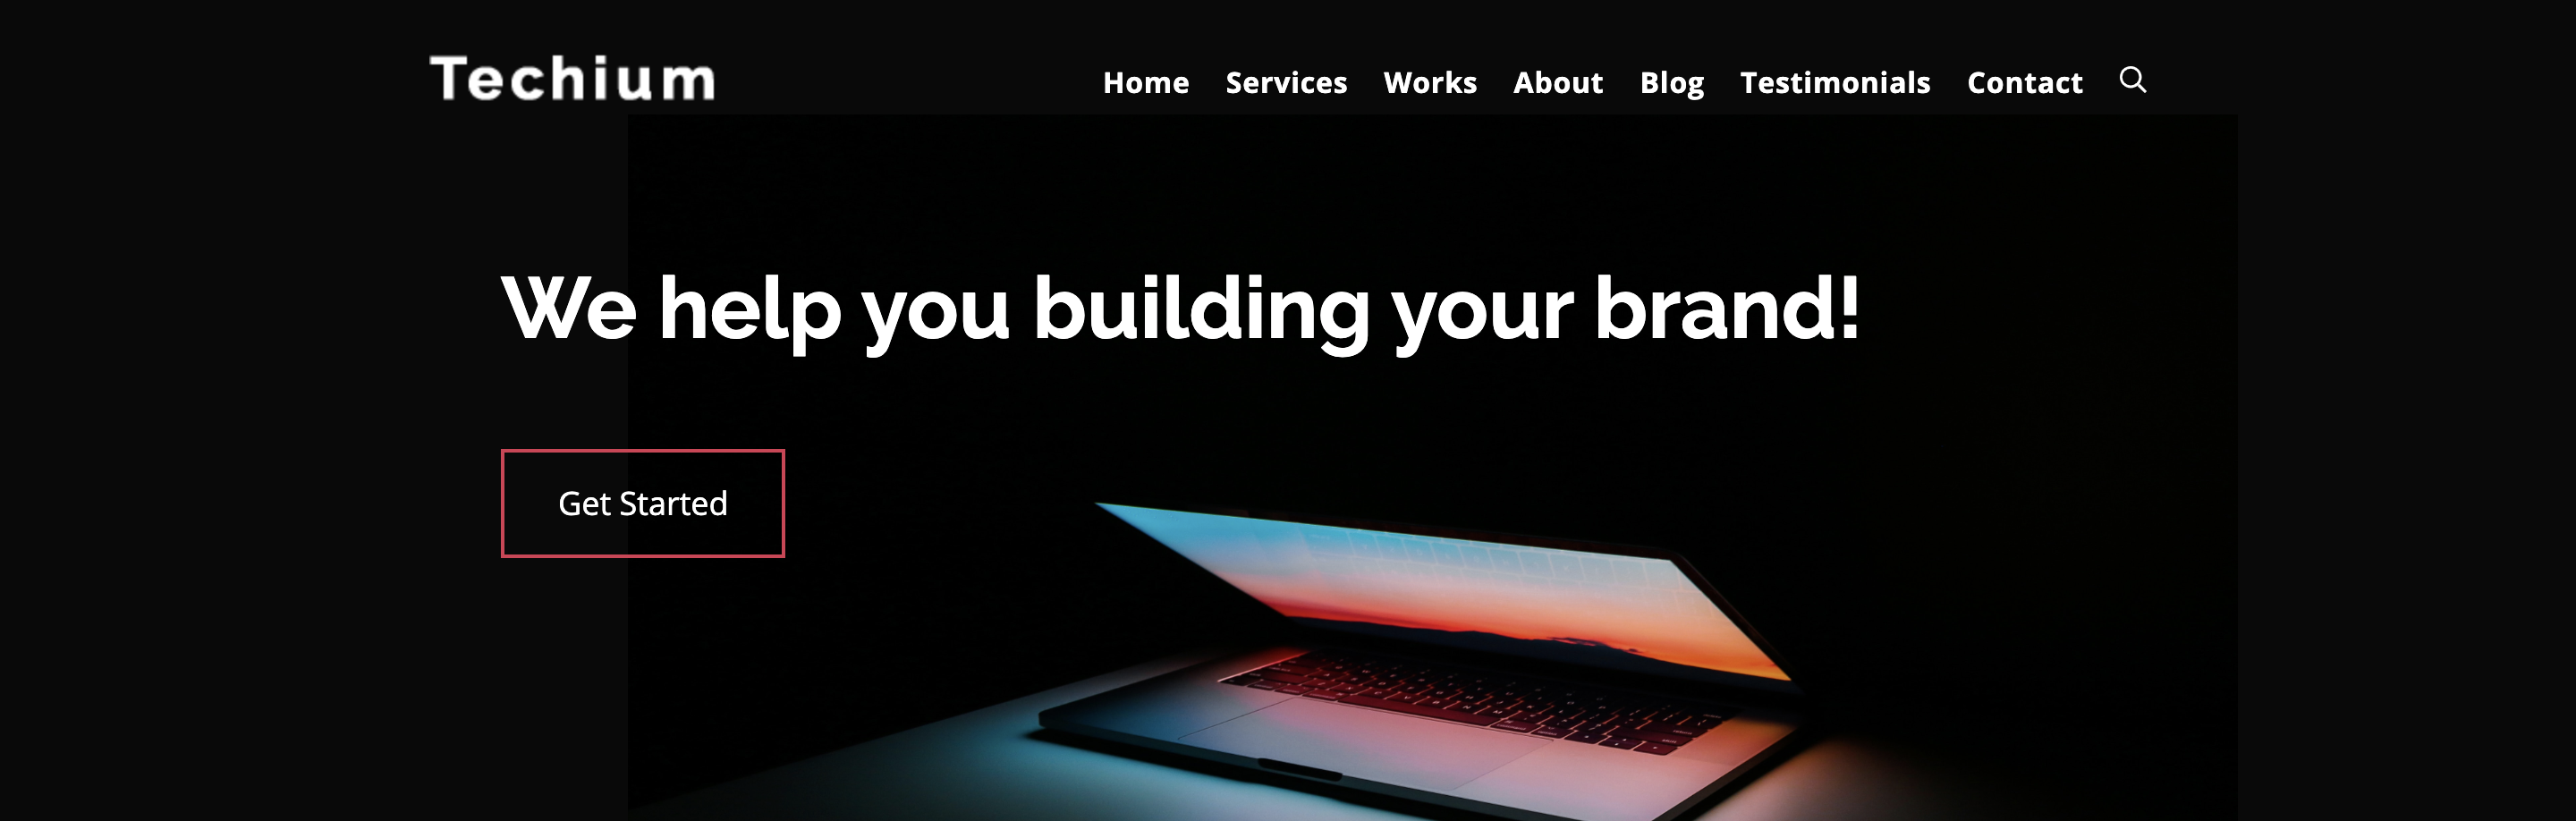 Techium
Home Services Works About Blog Testimonials Contact
We help you building your brand!
Get Started